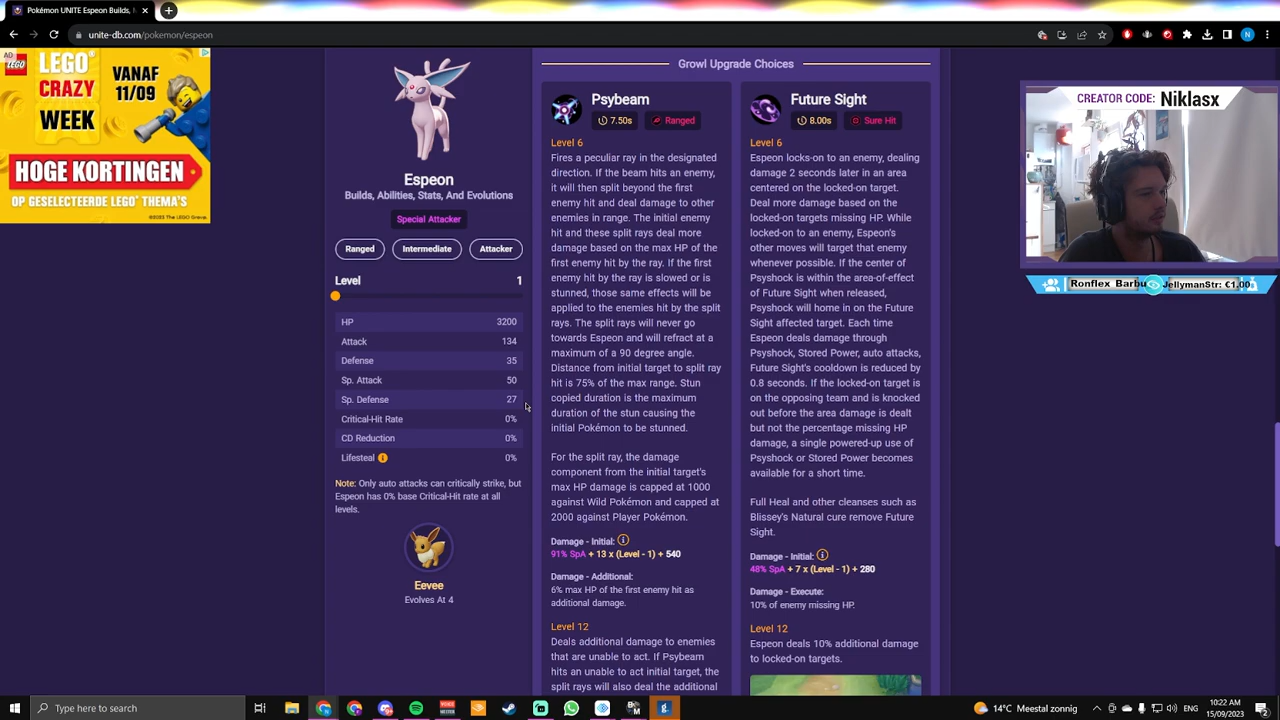 Pokémon UNITE Espeon Builds,
unite-db.com/pokemon/espeon
AD
LEGO
LEGO
CRAZY
WEEK
VANAF
11/09
HOGE KORTINGEN
OP GESELECTEERDE LEGO® THEMA'S
Espeon
Builds, Abilities, Stats, And Evolutions
Special Attacker
Ranged
Intermediate
Attacker
Level 1
HP 3200
Attack 134
Defense 35
Sp. Attack 50
Sp. Defense 27
Critical-Hit Rate 0%
CD Reduction 0%
Lifesteal 0%
Note: Only auto attacks can critically strike, but
Espeon has 0% base Critical-Hit rate at all
levels.
Eevee
Evolves At 4
Growl Upgrade Choices
Psybeam
7.50s
Ranged
Level 6
Fires a peculiar ray in the designated
direction. If the beam hits an enemy,
it will then split beyond the first
enemy hit and deal damage to other
enemies in range. The initial enemy
hit and these split rays deal more
damage based on the max HP of the
first enemy hit by the ray. If the first
enemy hit by the ray is slowed or is
stunned, those same effects will be
applied to the enemies hit by the split
rays. The split rays will never go
towards Espeon and will refract at a
maximum of a 90 degree angle.
Distance from initial target to split ray
hit is 75% of the max range. Stun
copied duration is the maximum
duration of the stun causing the
initial Pokémon to be stunned.
For the split ray, the damage
component from the initial target's
max HP damage is capped at 1000
against Wild Pokémon and capped at
2000 against Player Pokémon.
Damage - Initial:
91% SpA + 13 x (Level - 1) + 540
Damage - Additional:
6% max HP of the first enemy hit as
additional damage.
Level 12
Deals additional damage to enemies
that are unable to act. If Psybeam
hits an unable to act initial target, the
split rays will also deal the additional
Future Sight
8.00s
Sure Hit
Level 6
Espeon locks-on to an enemy, dealing
damage 2 seconds later in an area
centered on the locked-on target.
Deal more damage based on the
locked-on targets missing HP. While
locked-on to an enemy, Espeon's
other moves will target that enemy
whenever possible. If the center of
Psyshock is within the area-of-effect
of Future Sight when released,
Psyshock will home in on the Future
Sight affected target. Each time
Espeon deals damage through
Psyshock, Stored Power, auto attacks,
Future Sight's cooldown is reduced by
0.8 seconds. If the locked-on target is
on the opposing team and is knocked
out before the area damage is dealt
but not the percentage missing HP
damage, a single powered-up use of
Psyshock or Stored Power becomes
available for a short time.
Full Heal and other cleanses such as
Blissey's Natural cure remove Future
Sight.
Damage - Initial:
48% SpA + 7 x (Level - 1) + 280
Damage - Execute:
10% of enemy missing HP.
Level 12
Espeon deals 10% additional damage
to locked-on targets.
CREATOR CODE: Niklasx
Ronflex_Barbu
JellymanStr: €1.00
Type here to search
14°C Meestal zonnig
10:22 AM
15/09/2023